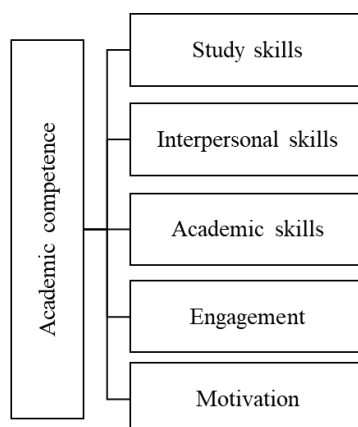 Academic competence
Study skills
Interpersonal skills
Academic skills
Engagement
Motivation